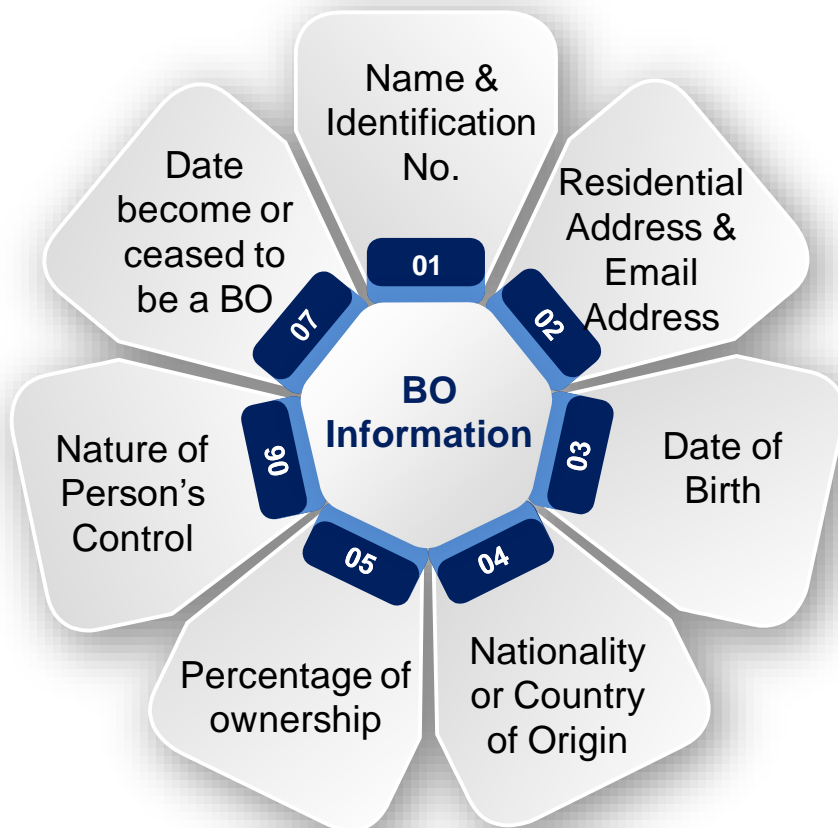 BO
Information
01
Name &
Identification
No.
02
Residential
Address &
Email
Address
03
Date of
Birth
04
Nationality
or Country
of Origin
05
Percentage of
ownership
06
Nature of
Person’s
Control
07
Date
become or
ceased to
be a BO